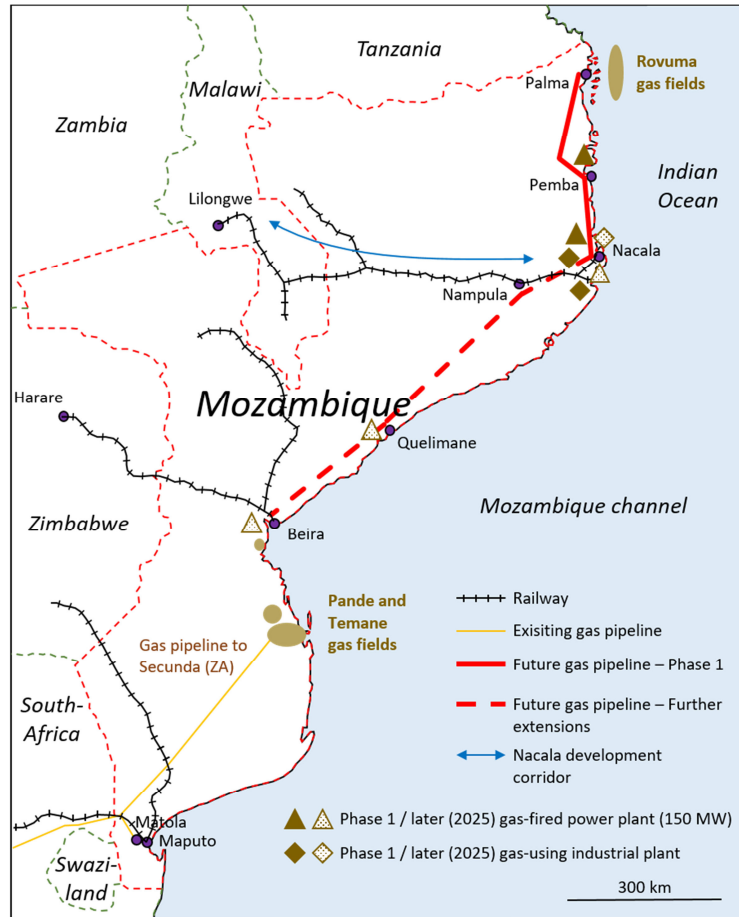 Tanzania
Rovuma
gas fields
Palma
Malawi
Zambia
Indian
Ocean
Pemba
Lilongwe
Nacala
Nampula
Mozambique
Harare
Quelimane
Mozambique channel
Zimbabwe
Beira
Pande and
Temane
gas fields
Gas pipeline to
Secunda (ZA)
South-
Africa
Matola
Maputo
Swazi-
land
Railway
Exisiting gas pipeline
Future gas pipeline – Phase 1
Future gas pipeline – Further
extensions
Nacala development
corridor
Phase 1 / later (2025) gas-fired power plant (150 MW)
Phase 1 / later (2025) gas-using industrial plant
300 km